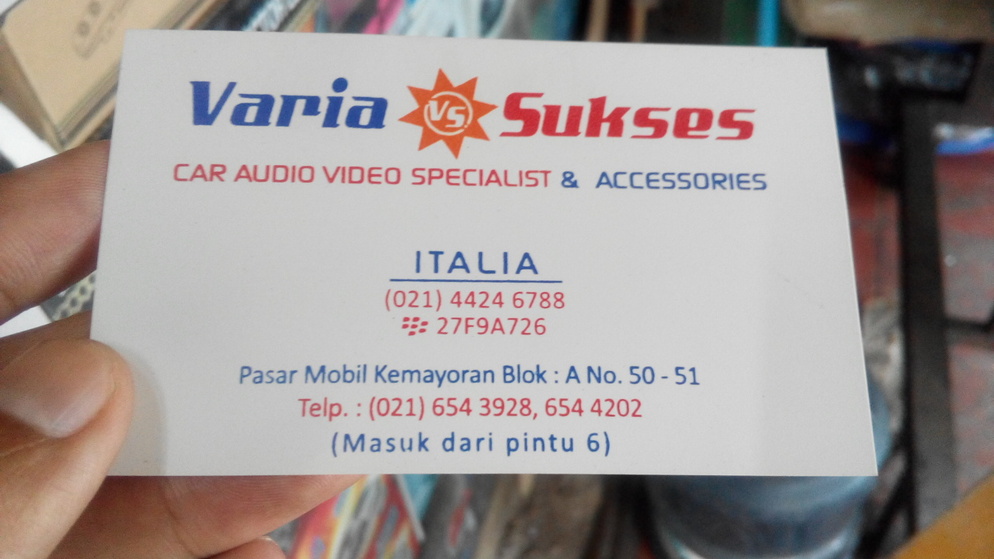 Varia VS Sukses
CAR AUDIO VIDEO SPECIALIST & ACCESSORIES
ITALIA
(021) 4424 6788
27F9A726
Pasar Mobil Kemayoran Blok : A No. 50 - 51
Telp. : (021) 654 3928, 654 4202
(Masuk dari pintu 6)